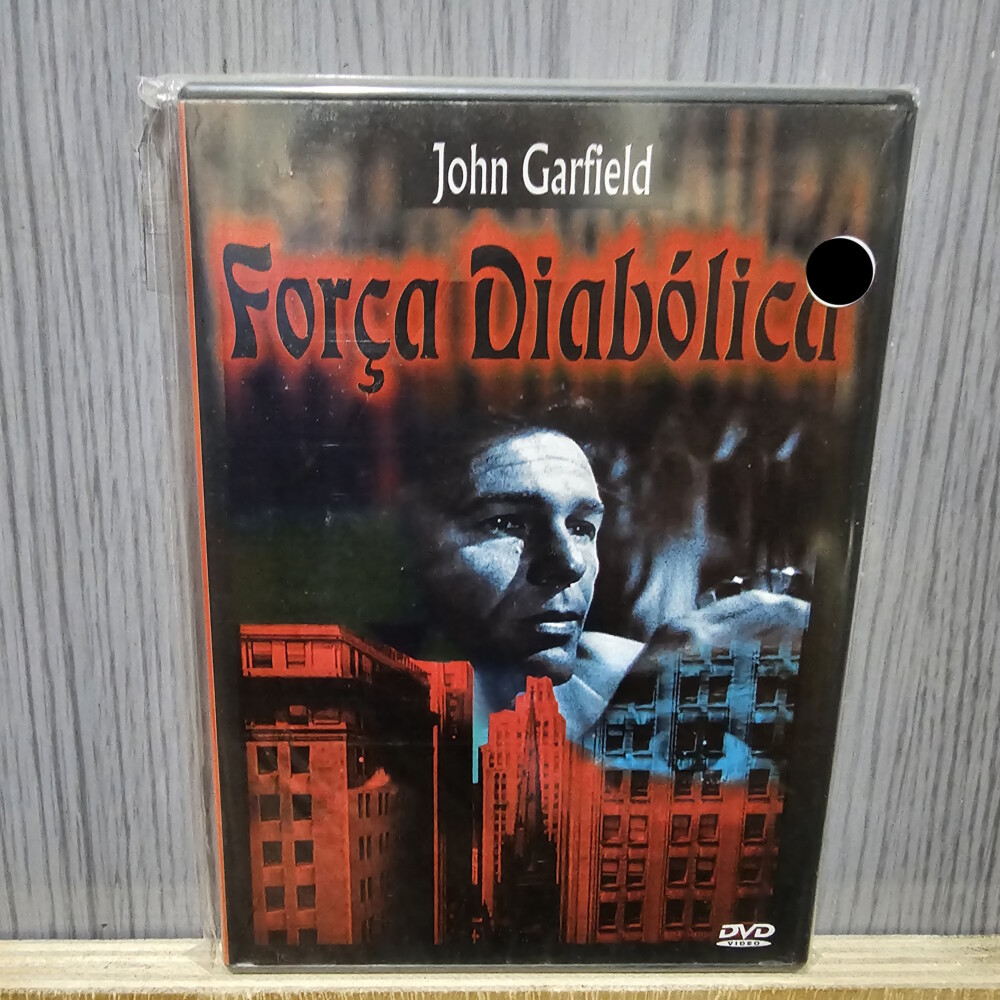 John Garfield
Força Diabólica
DVD
VIDEO